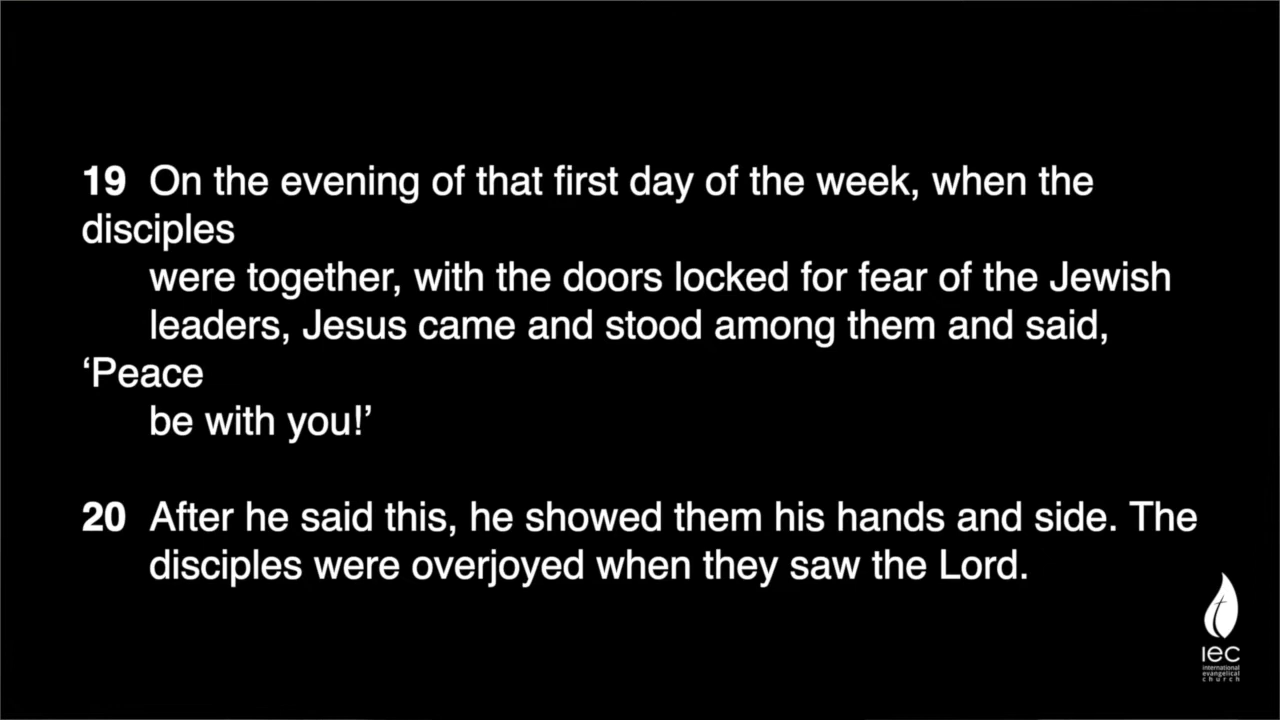 19 On the evening of that first day of the week, when the
disciples
were together, with the doors locked for fear of the Jewish
leaders, Jesus came and stood among them and said,
‘Peace
be with you!’
20 After he said this, he showed them his hands and side. The
disciples were overjoyed when they saw the Lord.
IEC
international
evangelical
church